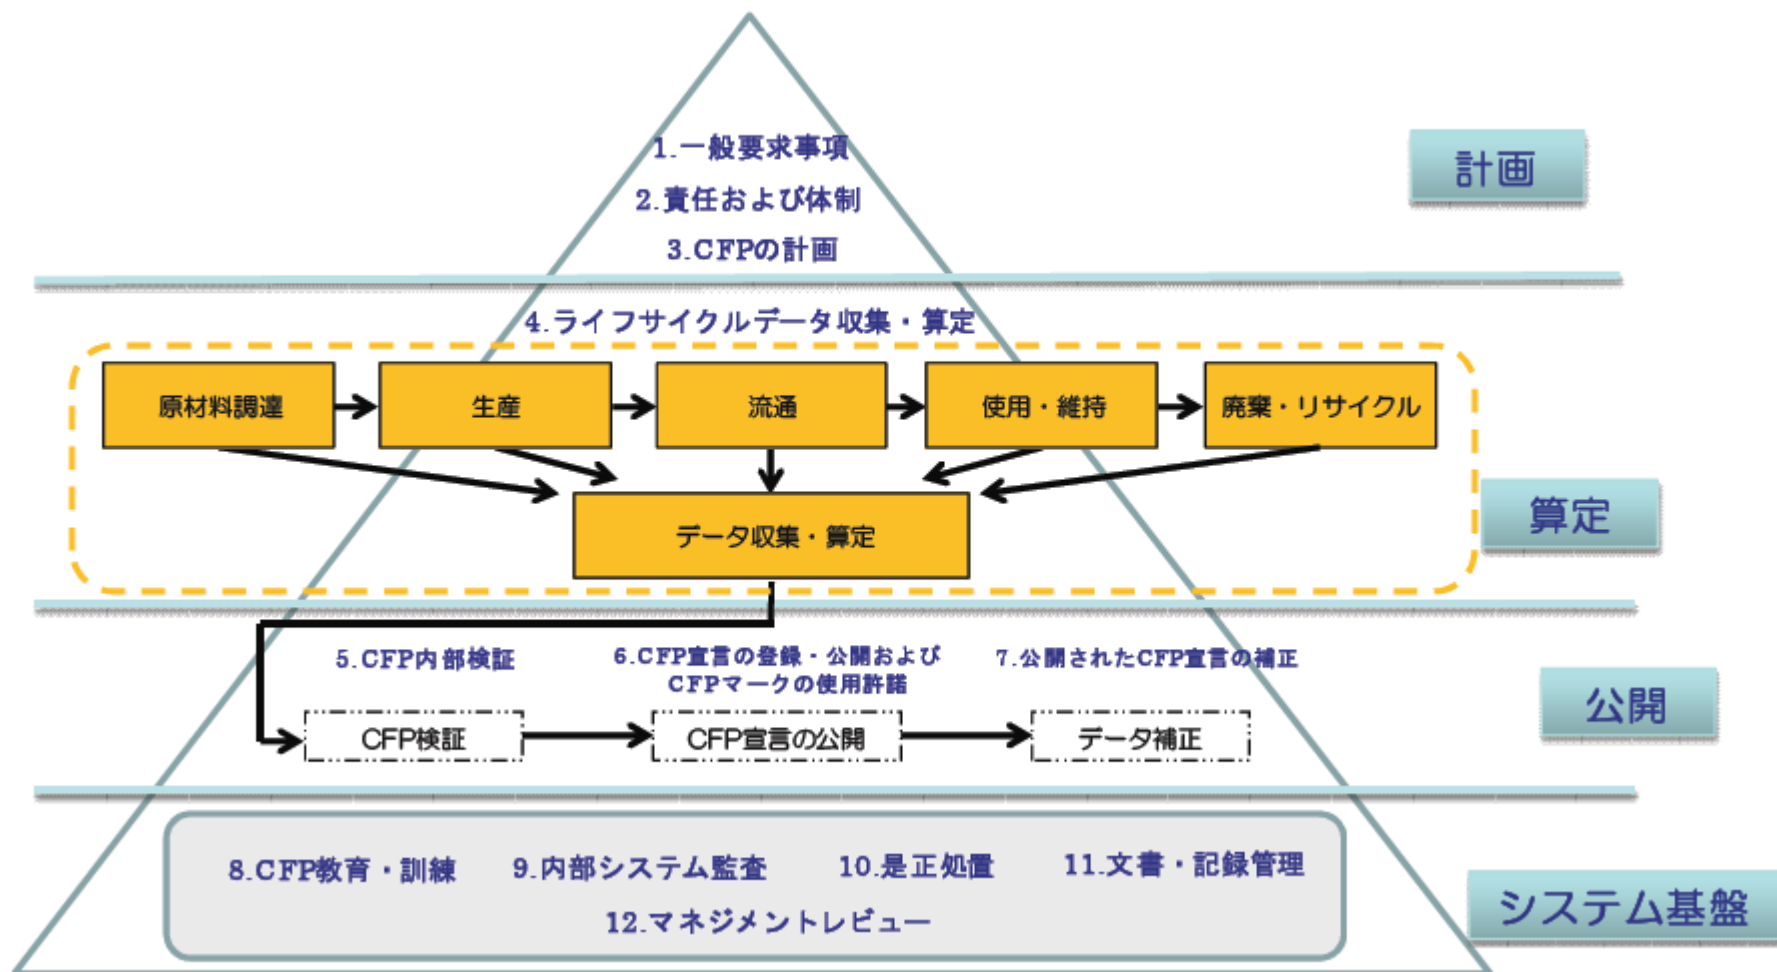 1.一般要求事項
2.責任および体制
3.CFPの計画
計画
4.ライフサイクルデータ収集・算定
原材料調達
生産
流通
使用・維持
廃棄・リサイクル
データ収集・算定
算定
5.CFP内部検証
6.CFP宣言の登録・公開および
CFPマークの使用許諾
7.公開されたCFP宣言の補正
CFP検証
CFP宣言の公開
データ補正
公開
8.CFP教育・訓練
9.内部システム監査
10.是正処置
11.文書・記録管理
12.マネジメントレビュー
システム基盤